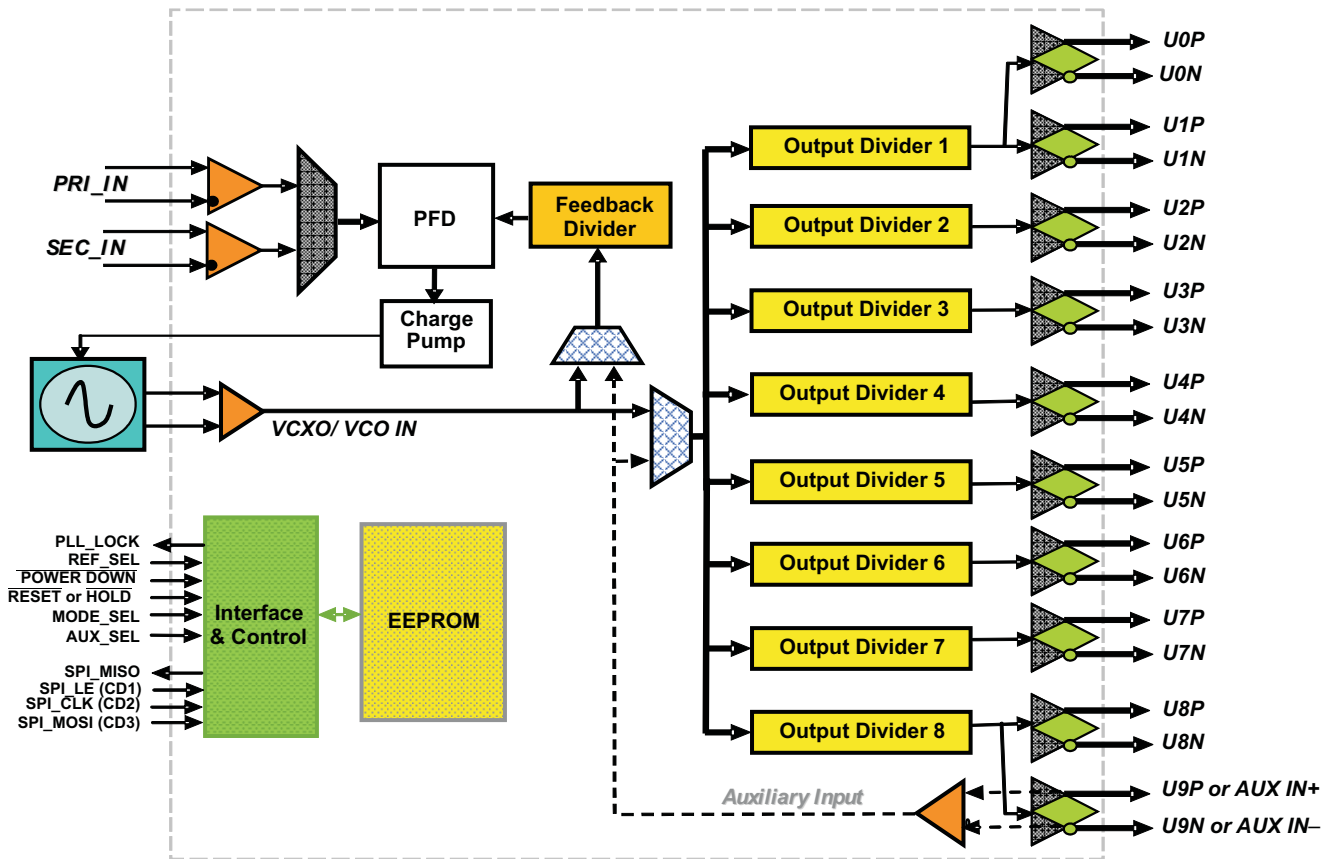 U0P
U0N
U1P
U1N
U2P
U2N
U3P
U3N
U4P
U4N
U5P
U5N
U6P
U6N
U7P
U7N
U8P
U8N
U9P or AUX IN+
U9N or AUX IN–
Output Divider 1
Output Divider 2
Output Divider 3
Output Divider 4
Output Divider 5
Output Divider 6
Output Divider 7
Output Divider 8
PRI_IN
SEC_IN
PFD
Feedback
Divider
Charge
Pump
VCXO/ VCO IN
PLL_LOCK
REF_SEL
POWER DOWN
RESET or HOLD
MODE_SEL
AUX_SEL
SPI_MISO
SPI_LE (CD1)
SPI_CLK (CD2)
SPI_MOSI (CD3)
Interface
& Control
EEPROM
Auxiliary Input